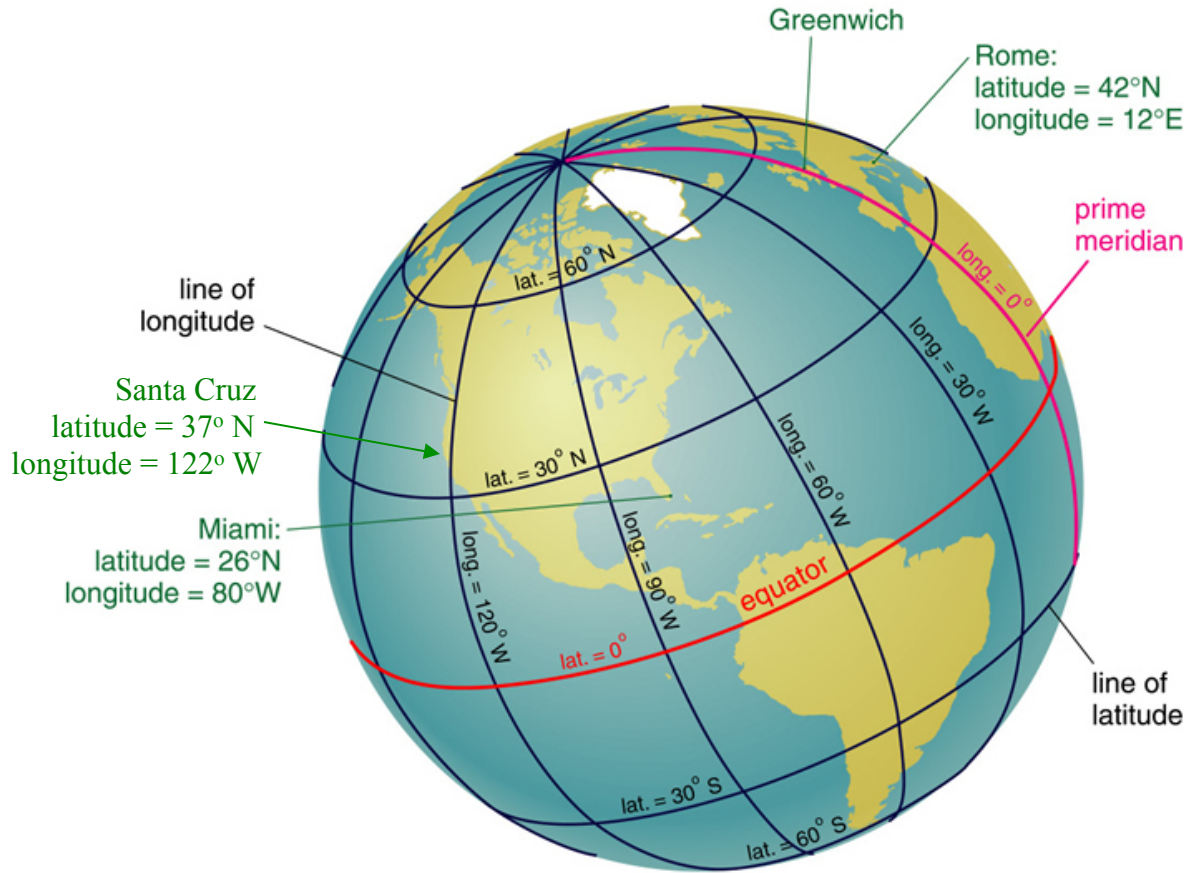 Greenwich
Rome:
latitude = 42°N
longitude = 12°E
prime
meridian
long. = 0°
lat. = 60° N
line of
longitude
long. = 30° W
Santa Cruz
latitude = 37° N
longitude = 122° W
lat. = 30° N
long. = 60° W
Miami:
latitude = 26°N
longitude = 80°W
long. = 120° W
long. = 90° W
equator
lat. = 0°
line of
latitude
lat. = 30° S
lat. = 60° S